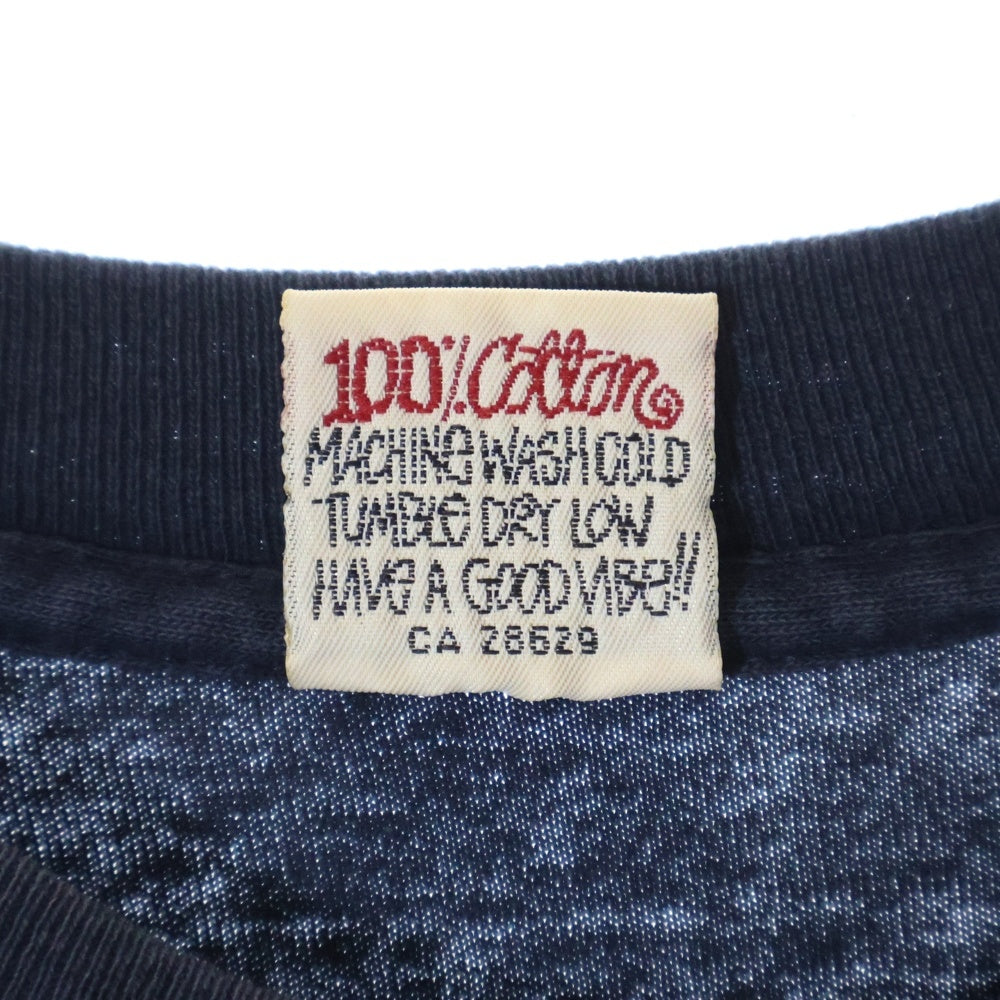 100% Cotton
MACHINE WASH COLD
TUMBLE DRY LOW
HAVE A GOOD VIBE!!!
CA 28629